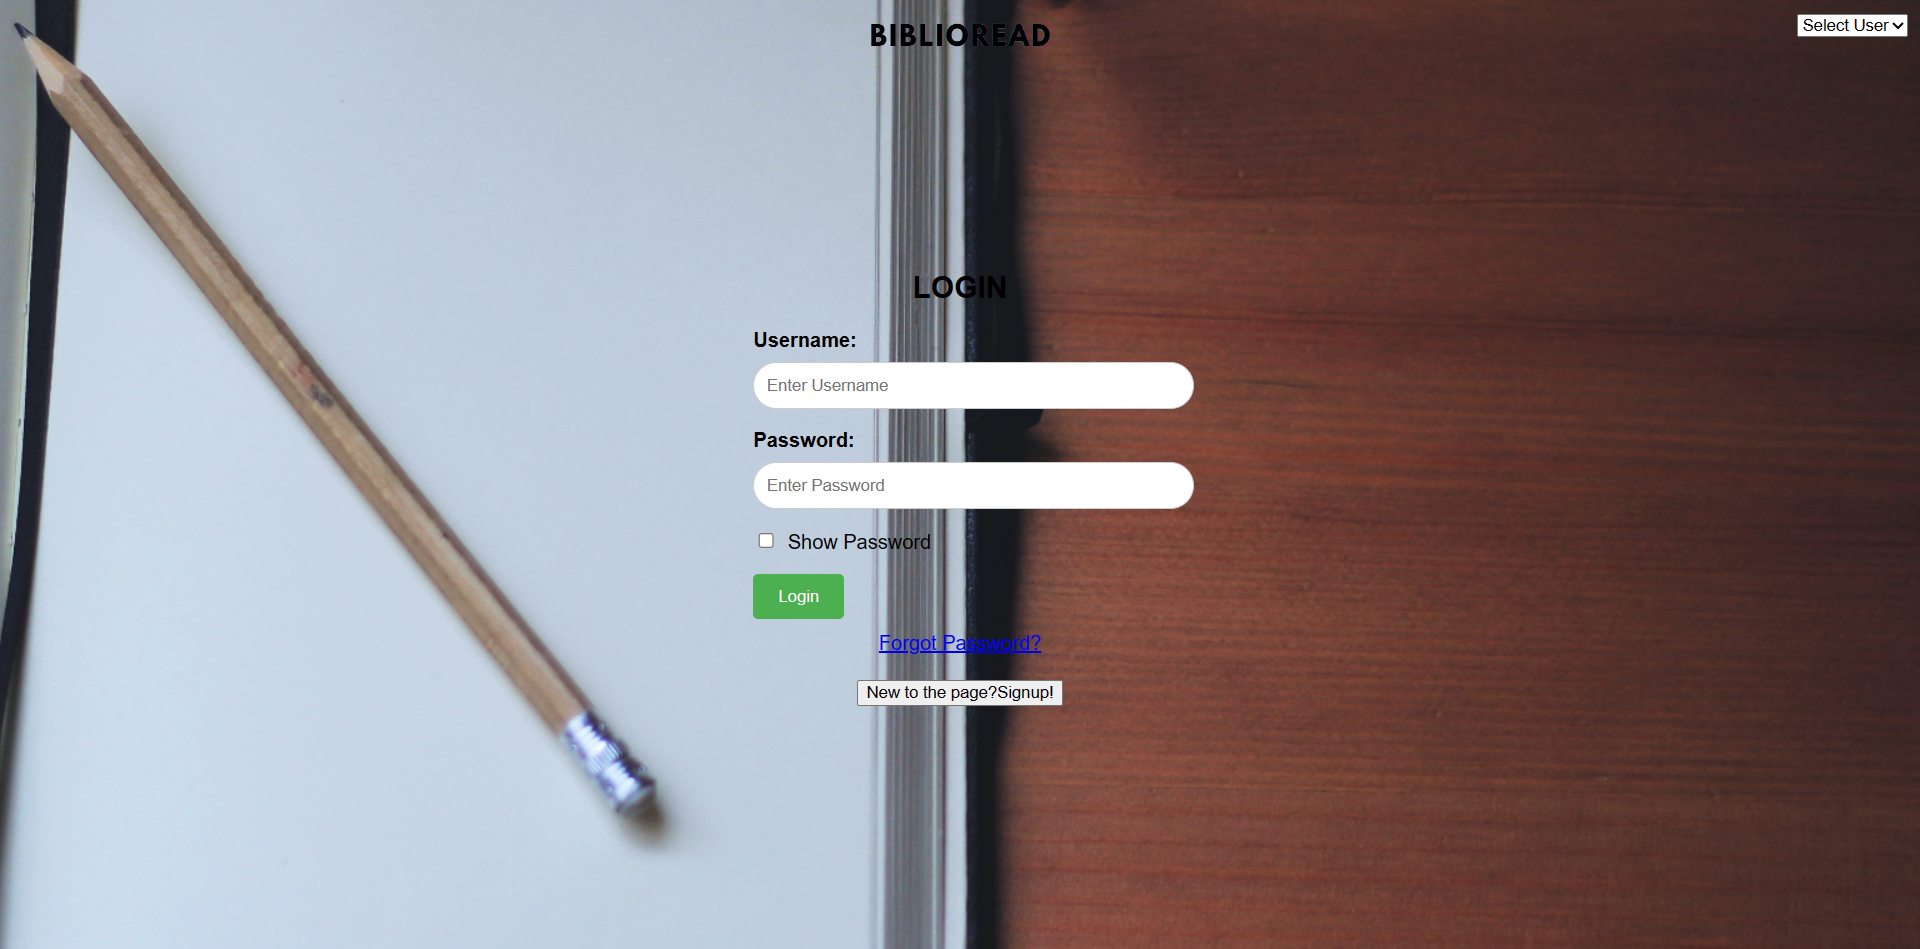 BIBLIOREAD
Select User
LOGIN
Username:
Enter Username
Password:
Enter Password
Show Password
Login
Forgot Password?
New to the page?Signup!